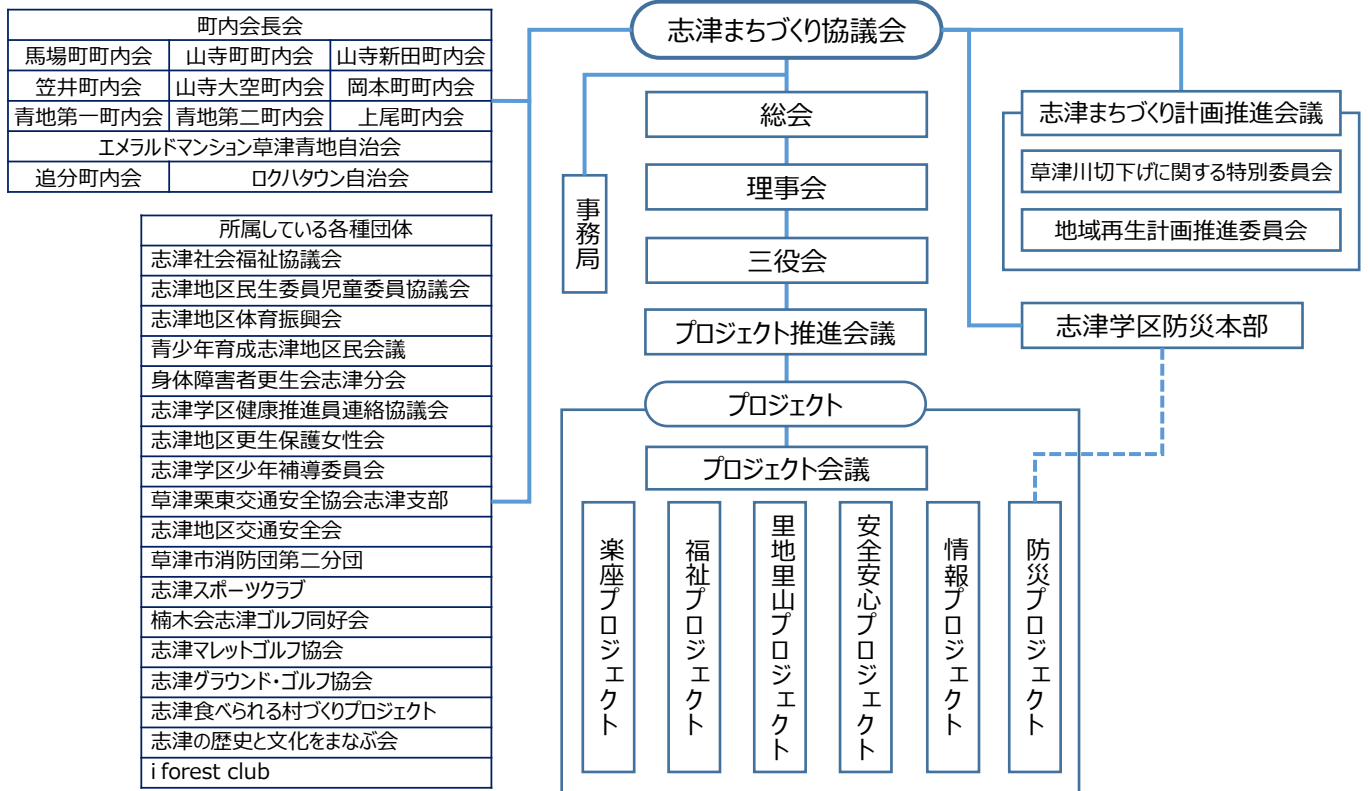 志津まちづくり協議会
町内会長会
馬場町町内会 山寺町町内会 山寺新田町内会
笠井町内会 山寺大空町内会 岡本町町内会
青地第一町内会 青地第二町内会 上尾町内会
エメラルドマンション草津青地自治会
追分町内会 ロクハタウン自治会
所属している各種団体
志津社会福祉協議会
志津地区民生委員児童委員協議会
志津地区体育振興会
青少年育成志津地区民会議
身体障害者更生会志津分会
志津学区健康推進員連絡協議会
志津地区更生保護女性会
志津学区少年補導委員会
草津栗東交通安全協会志津支部
志津地区交通安全会
草津市消防団第二分団
志津スポーツクラブ
楠木会志津ゴルフ同好会
志津マレットゴルフ協会
志津グラウンド・ゴルフ協会
志津食べられる村づくりプロジェクト
志津の歴史と文化をまなぶ会
i forest club
事務局
総会
理事会
三役会
プロジェクト推進会議
プロジェクト
プロジェクト会議
楽座プロジェクト
福祉プロジェクト
里地里山プロジェクト
安全安心プロジェクト
情報プロジェクト
防災プロジェクト
志津まちづくり計画推進会議
草津川切下げに関する特別委員会
地域再生計画推進委員会
志津学区防災本部